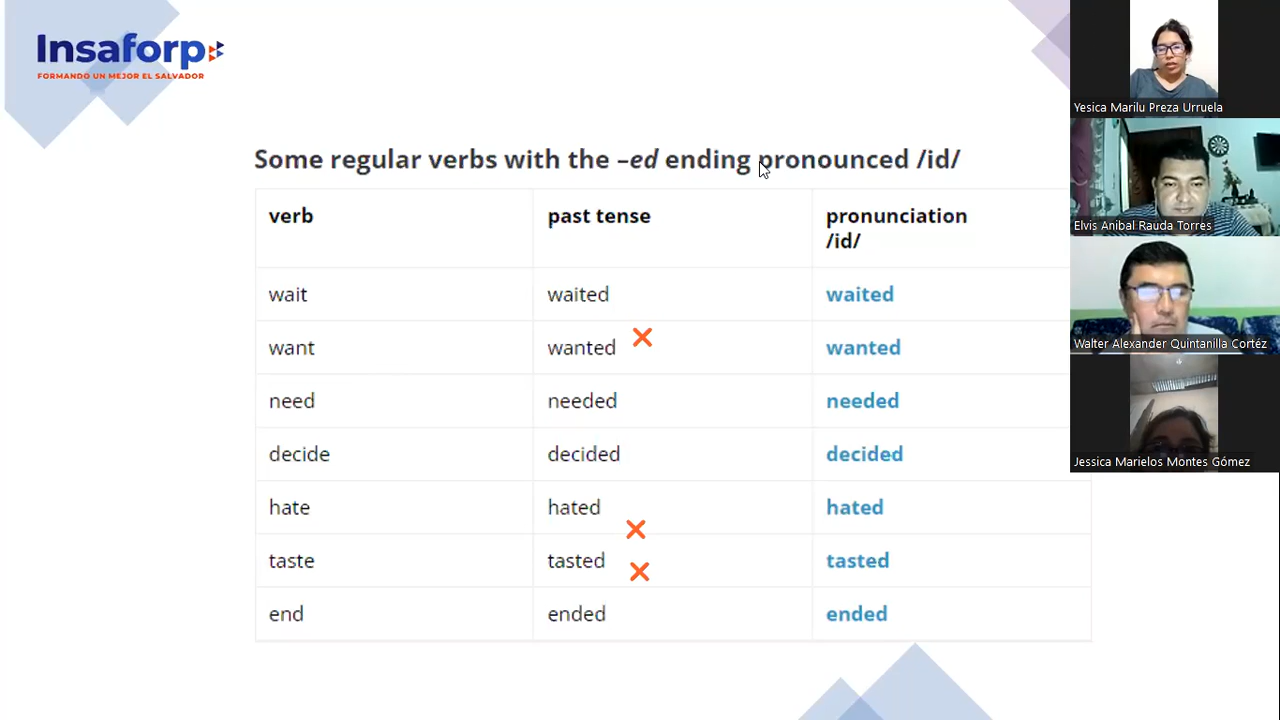 Insaforp
FORMANDO UN MEJOR EL SALVADOR
Some regular verbs with the –ed ending pronounced /id/
verb past tense pronunciation /id/
wait waited waited
want wanted wanted
need needed needed
decide decided decided
hate hated hated
taste tasted tasted
end ended ended
Yesica Marilu Preza Urruela
Elvis Anibal Rauda Torres
Walter Alexander Quintanilla Cortéz
Jessica Marielos Montes Gómez